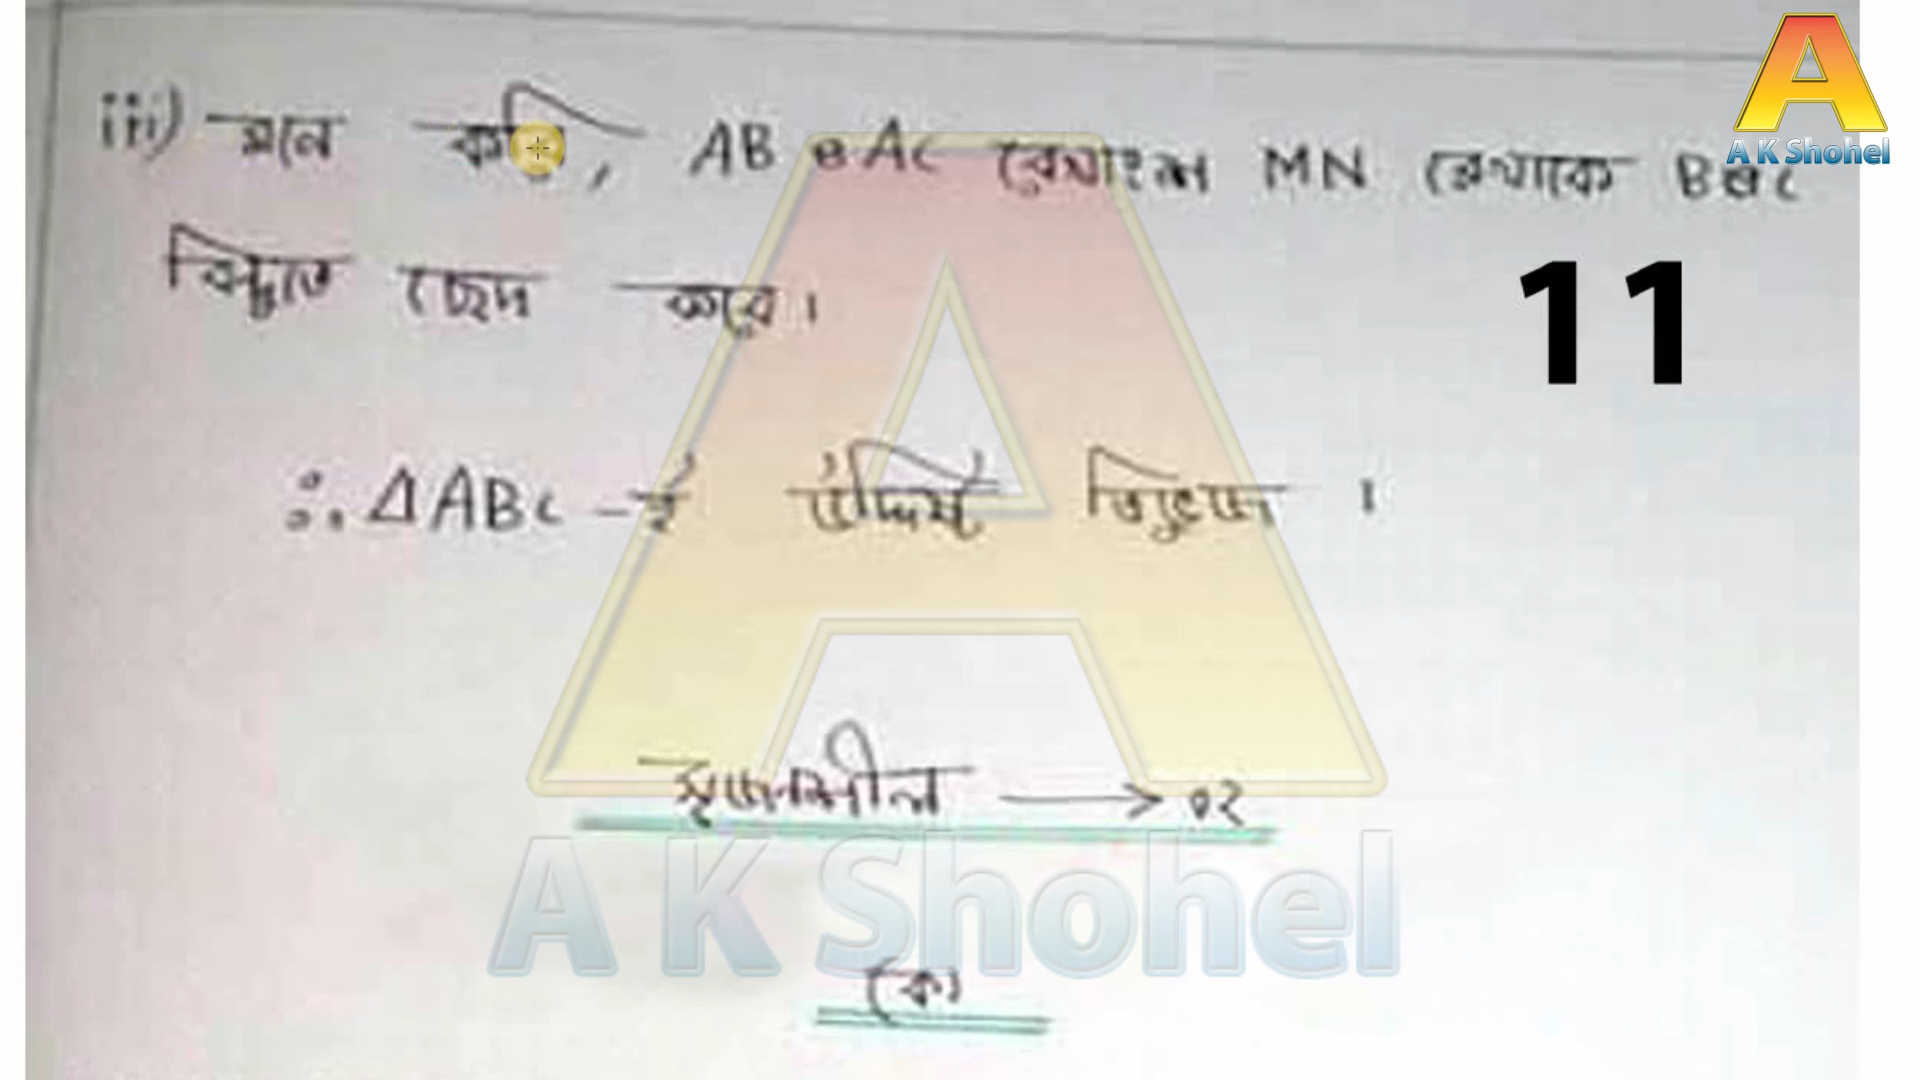 iii) মনে করি, AB ও AC রেখাংশ MN রেখাকে B ও C
বিন্দুতে ছেদ করে।
∴ ΔABC -ই উদ্দিষ্ট ত্রিভুজ ।
সৃজনশীল → ০২
(ক)
11
A K Shohel
A K Shohel